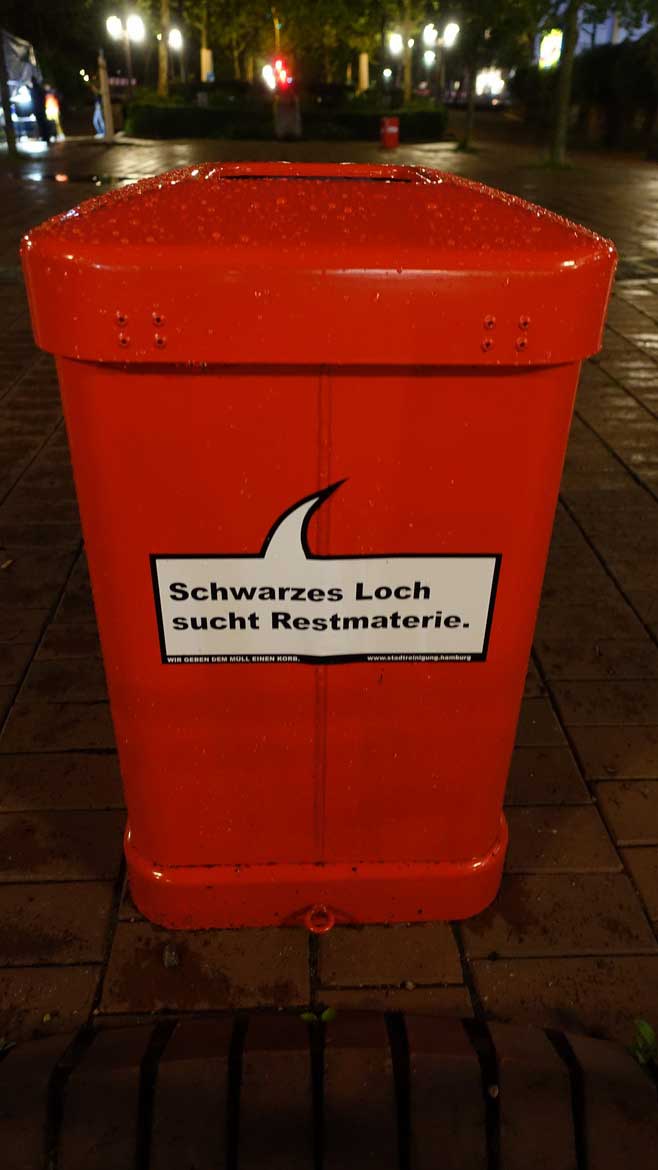 Schwarzes Loch
sucht Restmaterie.
WIR GEBEN DEM MÜLL EINEN KORB. www.stadtreinigung.hamburg